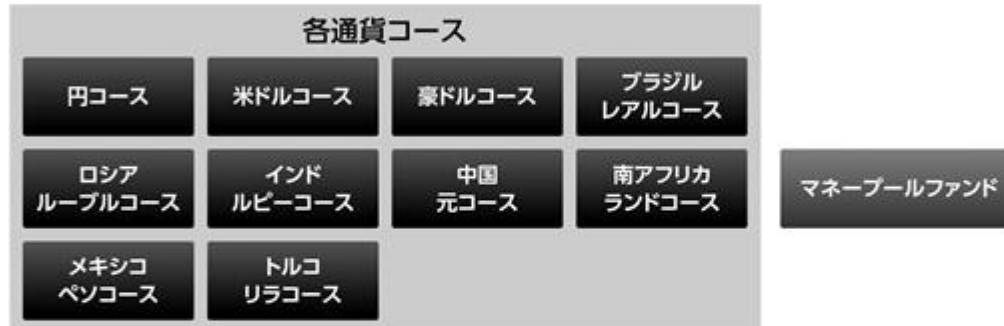 各通貨コース
円コース
米ドルコース
豪ドルコース
ブラジル
レアルコース
ロシア
ルーブルコース
インド
ルピーコース
中国
元コース
南アフリカ
ランドコース
マネープールファンド
メキシコ
ペソコース
トルコ
リラコース